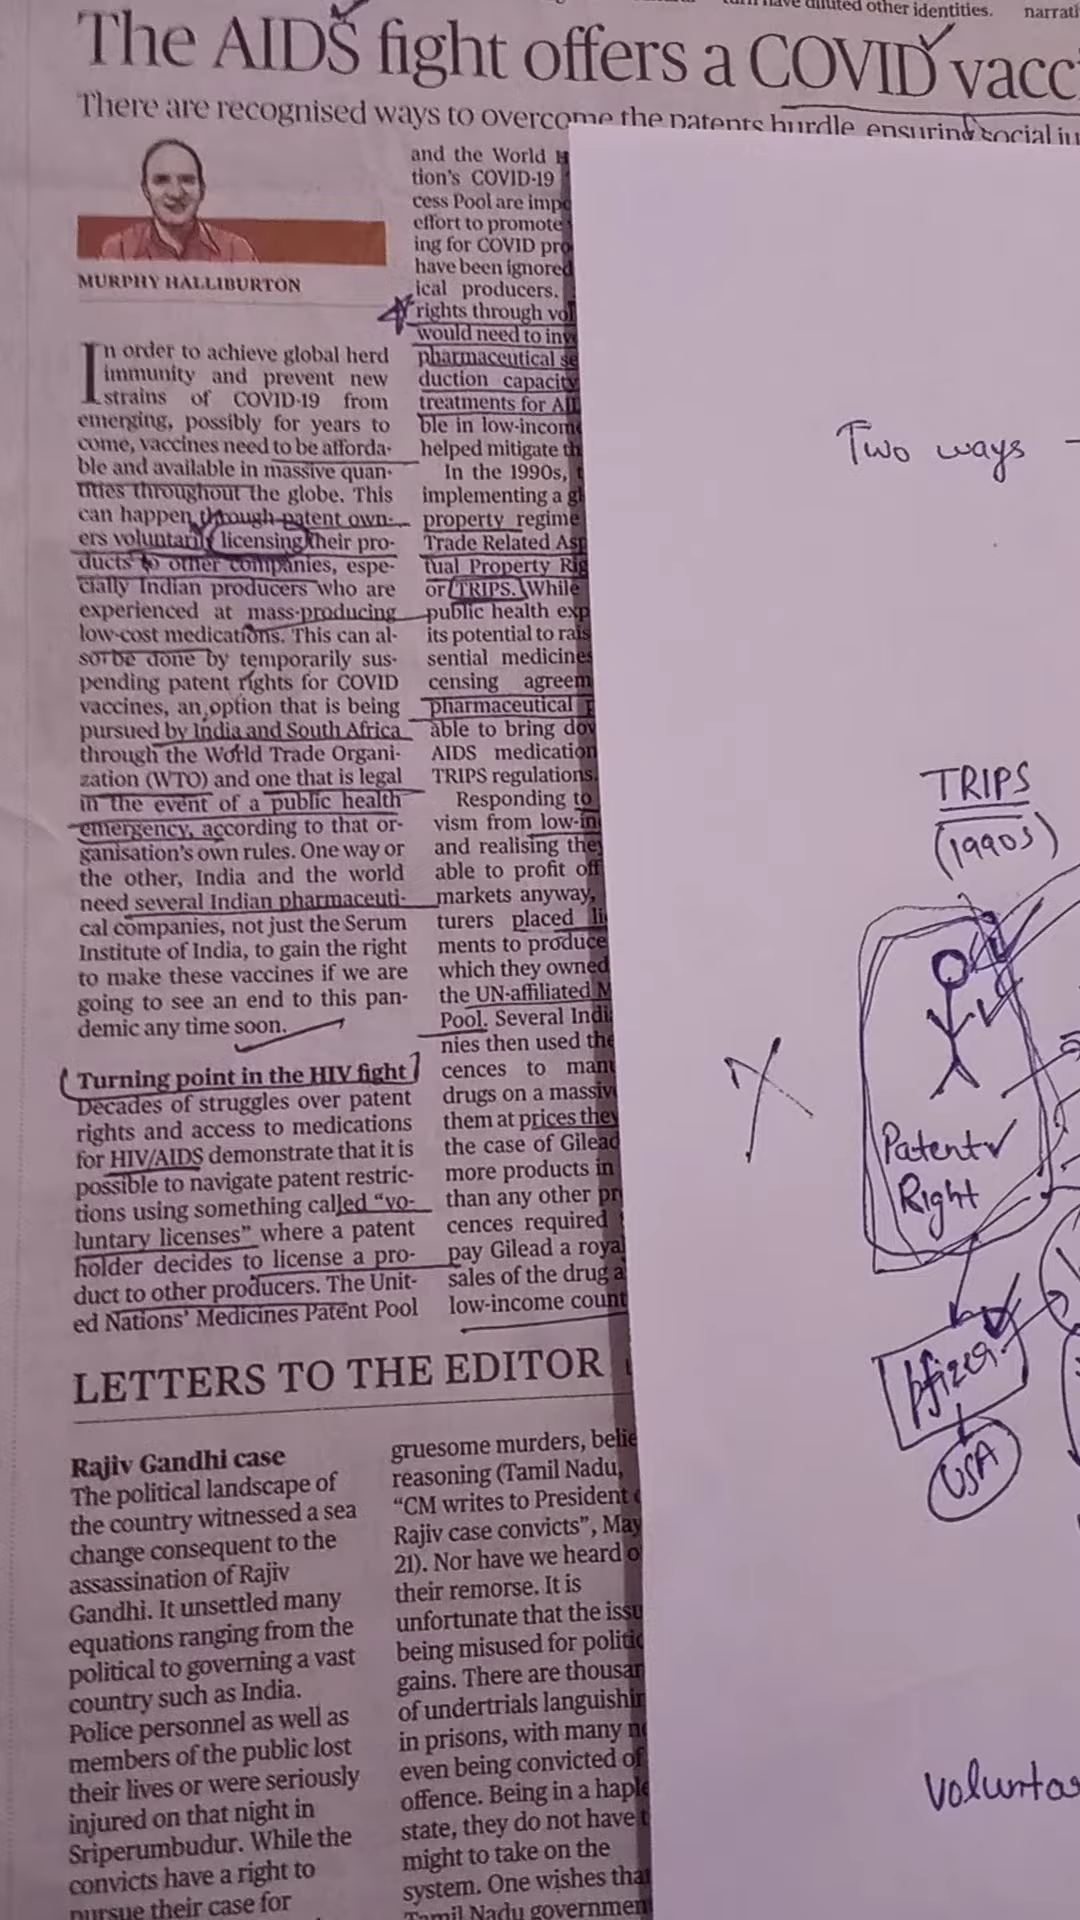 have diluted other identities.
The AIDS fight offers a COVID vacc
There are recognised ways to overcome the patents hurdle, ensuring social ju
MURPHY HALLIBURTON
In order to achieve global herd
immunity and prevent new
strains of COVID-19 from
emerging, possibly for years to
come, vaccines need to be afforda-
ble and available in massive quan-
tities throughout the globe. This
can happen through patent own-
ers voluntarily licensing their pro-
ducts to other companies, espe-
cially Indian producers who are
experienced at mass-producing
low-cost medications. This can al-
so be done by temporarily sus-
pending patent rights for COVID
vaccines, an option that is being
pursued by India and South Africa
through the World Trade Organi-
zation (WTO) and one that is legal
in the event of a public health
emergency, according to that or-
ganisation's own rules. One way or
the other, India and the world
need several Indian pharmaceuti-
cal companies, not just the Serum
Institute of India, to gain the right
to make these vaccines if we are
going to see an end to this pan-
demic any time soon.
Turning point in the HIV fight
Decades of struggles over patent
rights and access to medications
for HIV/AIDS demonstrate that it is
possible to navigate patent restric-
tions using something called “vo-
luntary licenses” where a patent
holder decides to license a pro-
duct to other producers. The Unit-
ed Nations’ Medicines Patent Pool
and the World H
tion’s COVID-19
cess Pool are impo
effort to promote
ing for COVID pro
have been ignored
ical producers.
rights through vol
would need to inv
pharmaceutical se
duction capacity
treatments for AI
ble in low-incom
helped mitigate th
In the 1990s,
implementing a gl
property regime
Trade Related Asp
tual Property Rig
or TRIPS. While
public health exp
its potential to rais
sential medicines
censing agreem
pharmaceutical p
able to bring dow
AIDS medication
TRIPS regulations.
Responding to
vism from low-in
and realising they
able to profit off
markets anyway,
turers placed li
ments to produce
which they owned
the UN-affiliated M
Pool. Several Indi
nies then used the
cences to man
drugs on a massive
them at prices they
the case of Gilead
more products in
than any other pr
cences required
pay Gilead a roya
sales of the drug a
low-income count
LETTERS TO THE EDITOR
Rajiv Gandhi case
The political landscape of
the country witnessed a sea
change consequent to the
assassination of Rajiv
Gandhi. It unsettled many
equations ranging from the
political to governing a vast
country such as India.
Police personnel as well as
members of the public lost
their lives or were seriously
injured on that night in
Sriperumbudur. While the
convicts have a right to
pursue their case for
gruesome murders, belie
reasoning (Tamil Nadu,
“CM writes to President
Rajiv case convicts”, May
21). Nor have we heard o
their remorse. It is
unfortunate that the issu
being misused for politic
gains. There are thousan
of undertrials languishin
in prisons, with many n
even being convicted of
offence. Being in a haple
state, they do not have t
might to take on the
system. One wishes that
Tamil Nadu governmen
Two ways
TRIPS
(1990s)
Patent
Right
Pfizer
USA
Volunta